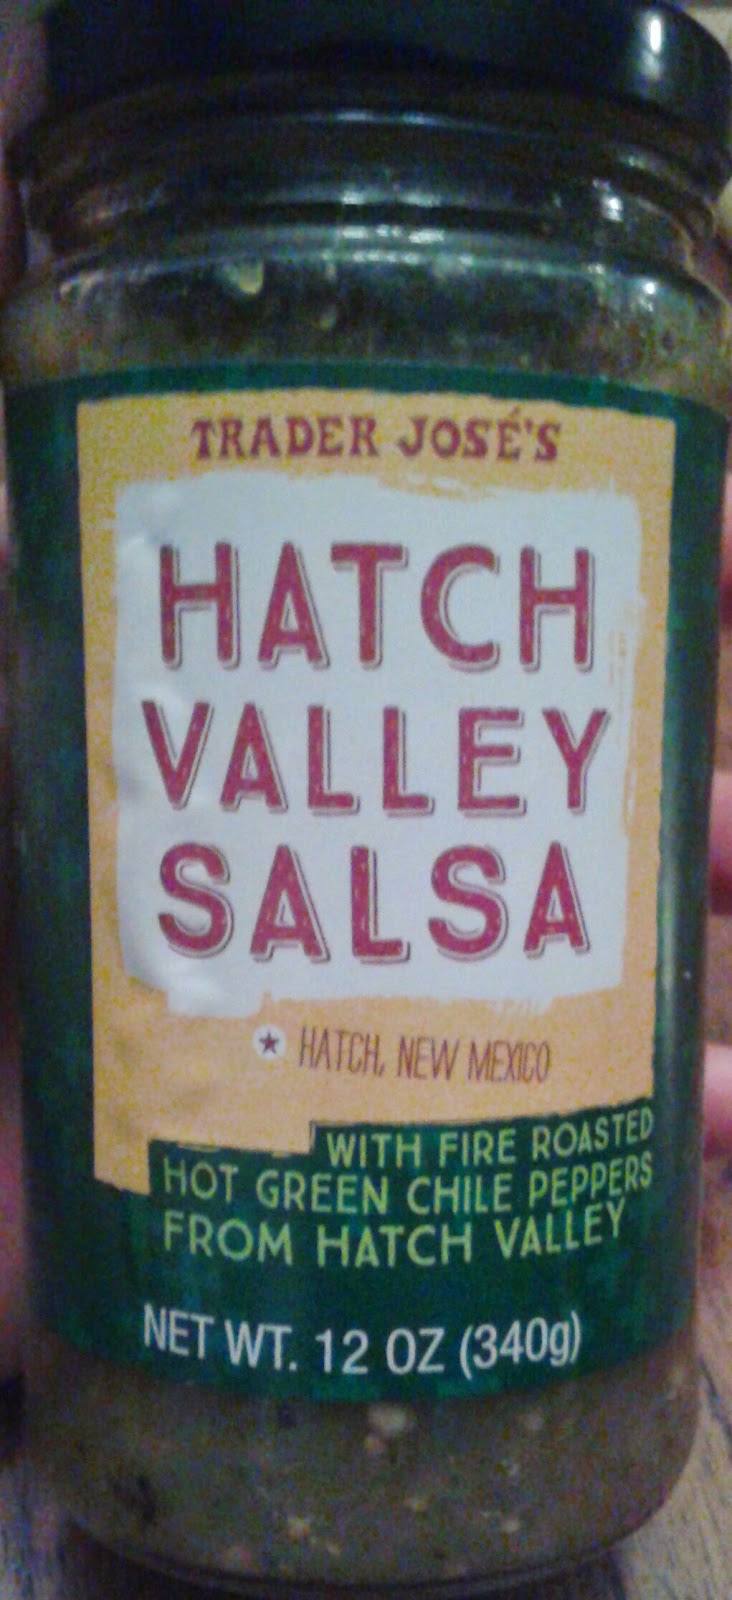 TRADER JOSÉ'S
HATCH
VALLEY
SALSA
HATCH, NEW MEXICO
WITH FIRE ROASTED
HOT GREEN CHILE PEPPERS
FROM HATCH VALLEY
NET WT. 12 OZ (340g)